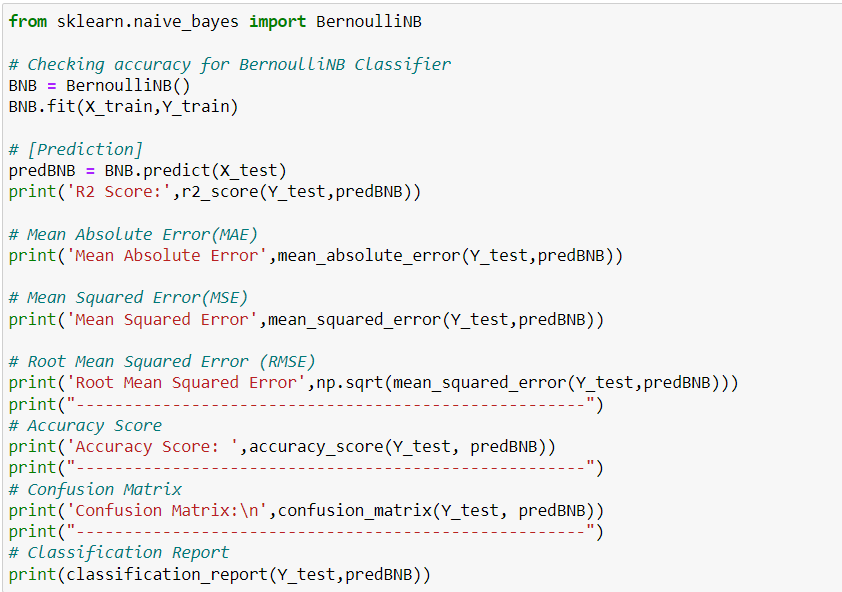 from sklearn.naive_bayes import BernoulliNB
# Checking accuracy for BernoulliNB Classifier
BNB = BernoulliNB()
BNB.fit(X_train,Y_train)
# [Prediction]
predBNB = BNB.predict(X_test)
print('R2 Score:',r2_score(Y_test,predBNB))
# Mean Absolute Error(MAE)
print('Mean Absolute Error',mean_absolute_error(Y_test,predBNB))
# Mean Squared Error(MSE)
print('Mean Squared Error',mean_squared_error(Y_test,predBNB))
# Root Mean Squared Error (RMSE)
print('Root Mean Squared Error',np.sqrt(mean_squared_error(Y_test,predBNB)))
print("-----------------------------------------------------")
# Accuracy Score
print('Accuracy Score: ',accuracy_score(Y_test, predBNB))
print("-----------------------------------------------------")
# Confusion Matrix
print('Confusion Matrix:\n',confusion_matrix(Y_test, predBNB))
print("-----------------------------------------------------")
# Classification Report
print(classification_report(Y_test,predBNB))